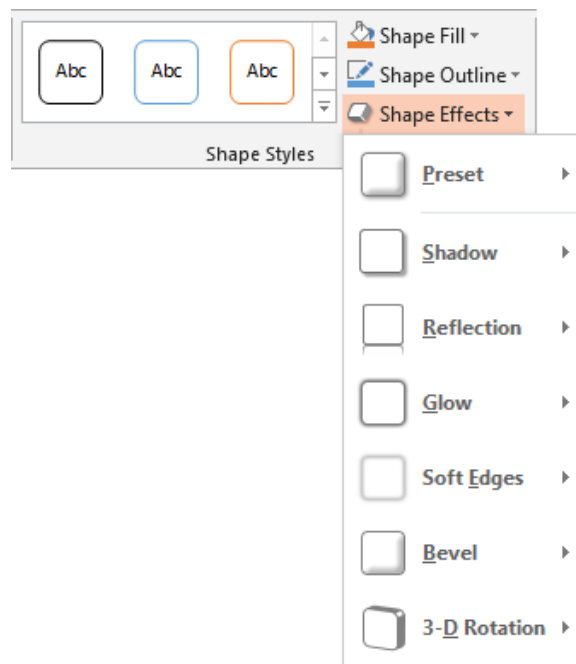 Abc Abc Abc
Shape Fill
Shape Outline
Shape Effects
Shape Styles
Preset
Shadow
Reflection
Glow
Soft Edges
Bevel
3-D Rotation